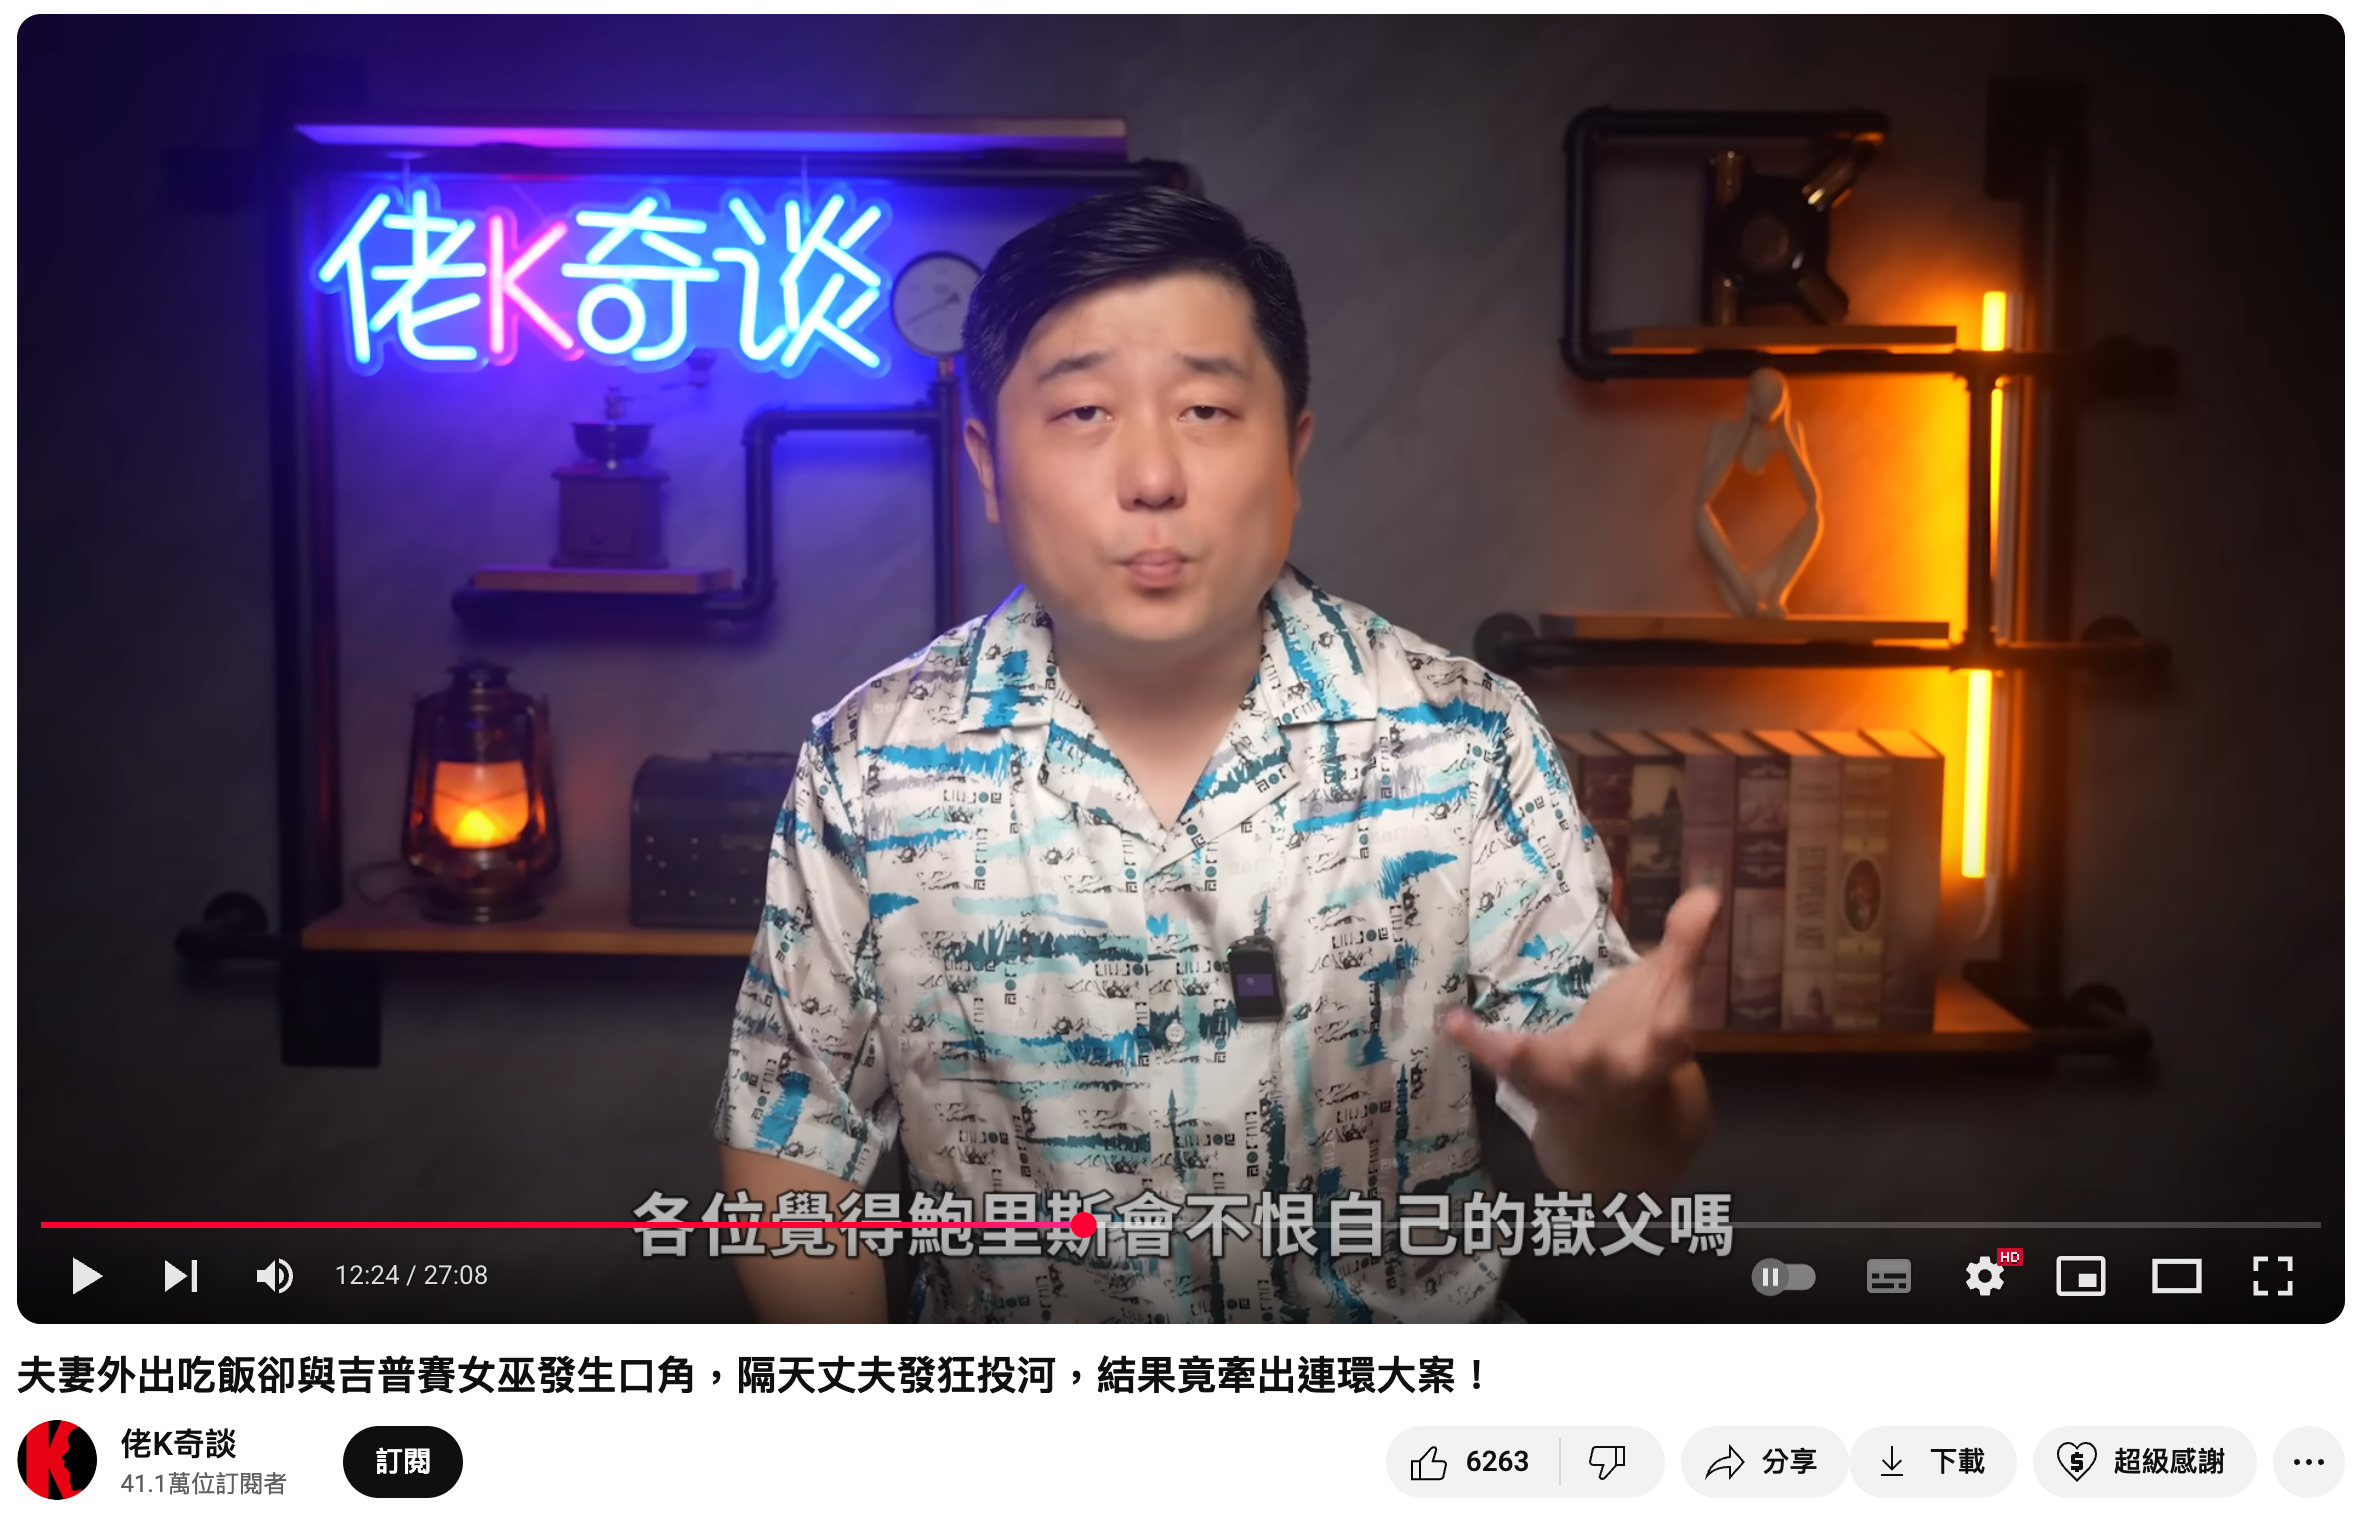 佬K奇谈
各位覺得鮑里斯會不恨自己的嶽父嗎
12:24 / 27:08
HD
夫妻外出吃飯卻與吉普賽女巫發生口角，隔天丈夫發狂投河，結果竟牽出連環大案！
佬K奇談
41.1萬位訂閱者
訂閱
6263
分享
下載
超級感謝